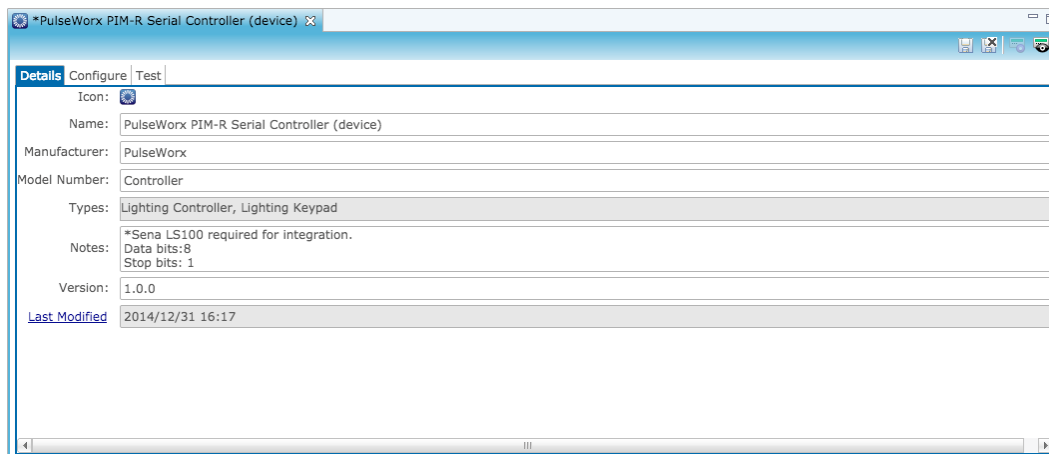 *PulseWorx PIM-R Serial Controller (device)
Details Configure Test
Icon:
Name: PulseWorx PIM-R Serial Controller (device)
Manufacturer: PulseWorx
Model Number: Controller
Types: Lighting Controller, Lighting Keypad
Notes: *Sena LS100 required for integration.
Data bits:8
Stop bits: 1
Version: 1.0.0
Last Modified 2014/12/31 16:17